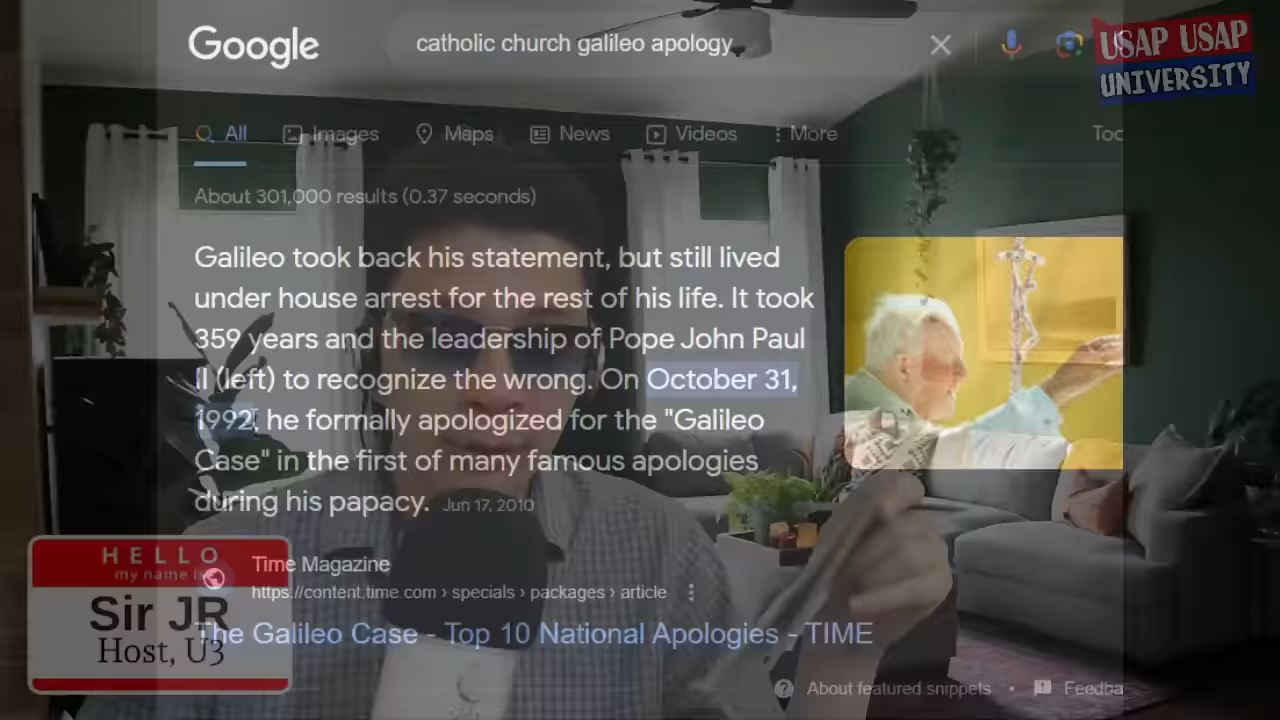 Google
catholic church galileo apology
USAP USAP
UNIVERSITY
All Images Maps News Videos More Too
About 301,000 results (0.37 seconds)
Galileo took back his statement, but still lived
under house arrest for the rest of his life. It took
359 years and the leadership of Pope John Paul
II (left) to recognize the wrong. On October 31,
1992, he formally apologized for the "Galileo
Case" in the first of many famous apologies
during his papacy. Jun 17, 2010
Time Magazine
https://content.time.com › specials › packages › article
The Galileo Case - Top 10 National Apologies - TIME
About featured snippets • Feedba
HELLO
my name is
Sir JR
Host, U3